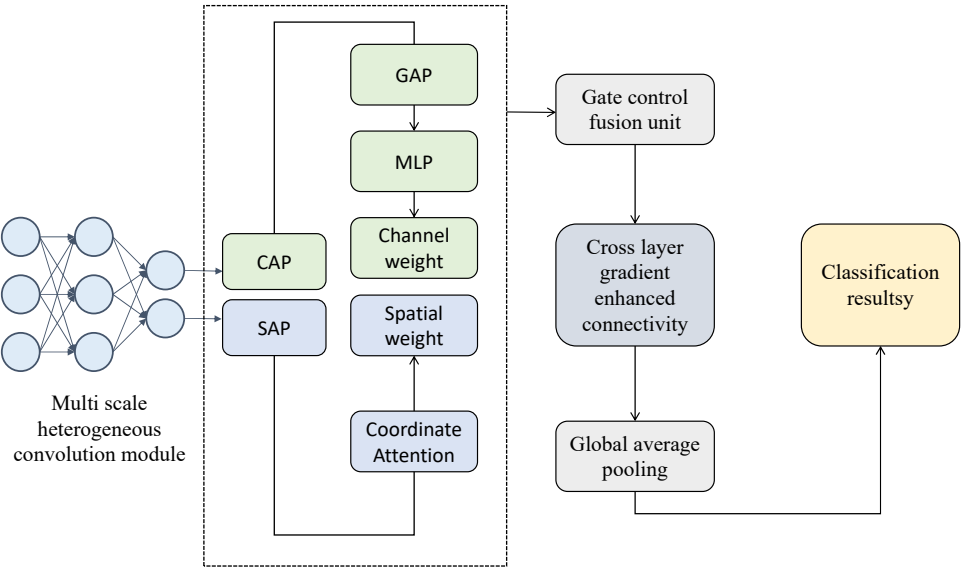 Multi scale
heterogeneous
convolution module
CAP
SAP
GAP
MLP
Channel
weight
Spatial
weight
Coordinate
Attention
Gate control
fusion unit
Cross layer
gradient
enhanced
connectivity
Global average
pooling
Classification
resultsy